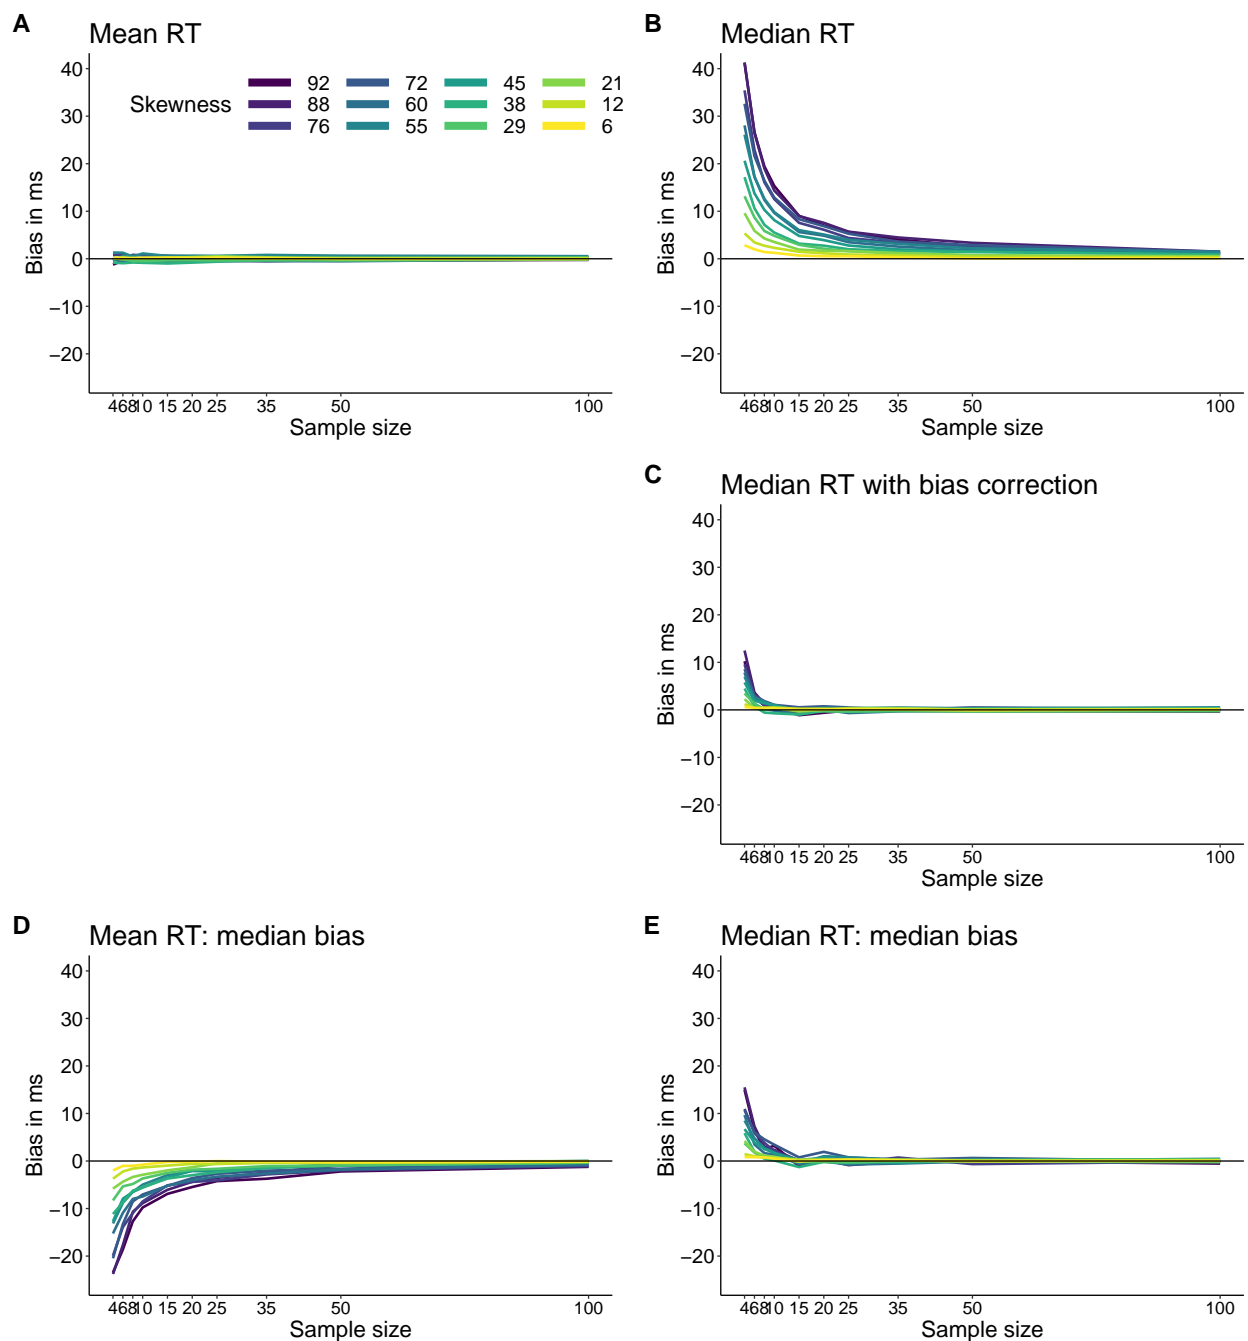 A
Mean RT
Skewness
92 72 45 21
88 60 38 12
76 55 29 6
40
30
20
10
0
−10
−20
Bias in ms
4 6 8 10 15 20 25 35 50 100
Sample size
B
Median RT
40
30
20
10
0
−10
−20
Bias in ms
4 6 8 10 15 20 25 35 50 100
Sample size
C
Median RT with bias correction
40
30
20
10
0
−10
−20
Bias in ms
4 6 8 10 15 20 25 35 50 100
Sample size
D
Mean RT: median bias
40
30
20
10
0
−10
−20
Bias in ms
4 6 8 10 15 20 25 35 50 100
Sample size
E
Median RT: median bias
40
30
20
10
0
−10
−20
Bias in ms
4 6 8 10 15 20 25 35 50 100
Sample size